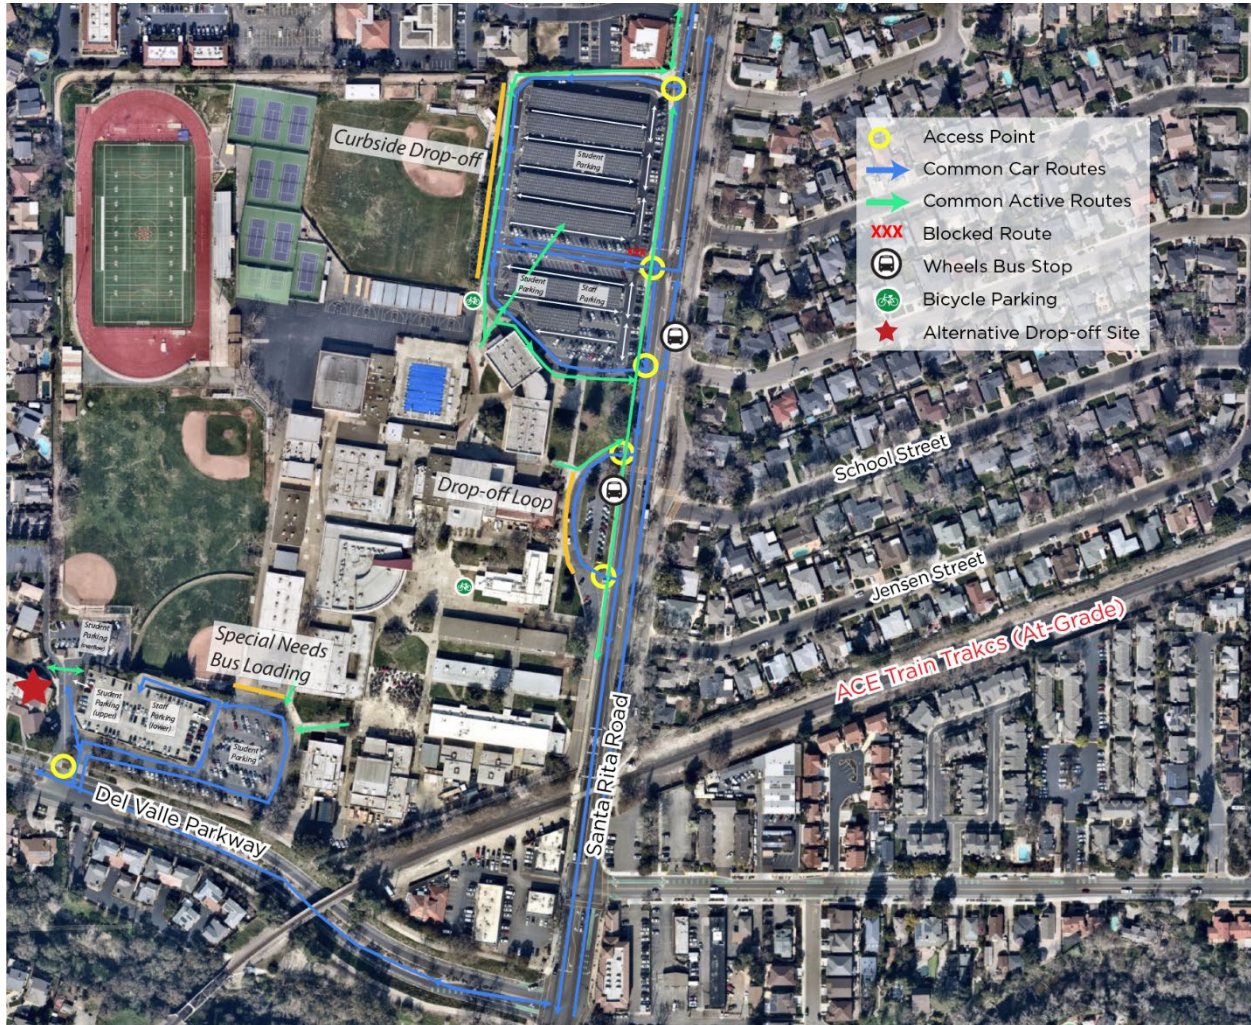 Curbside Drop-off
Student
Parking
Access Point
Common Car Routes
Common Active Routes
XXX Blocked Route
Wheels Bus Stop
Bicycle Parking
Alternative Drop-off Site
XXX
Student
Parking
Staff
Parking
School Street
Drop-off Loop
Jensen Street
ACE Train Trakcs (At-Grade)
Student
Parking
Special Needs
Bus Loading
Student
Parking
(upper)
Staff
Parking
(lower)
Student
Parking
Santa Rita Road
Del Valle Parkway